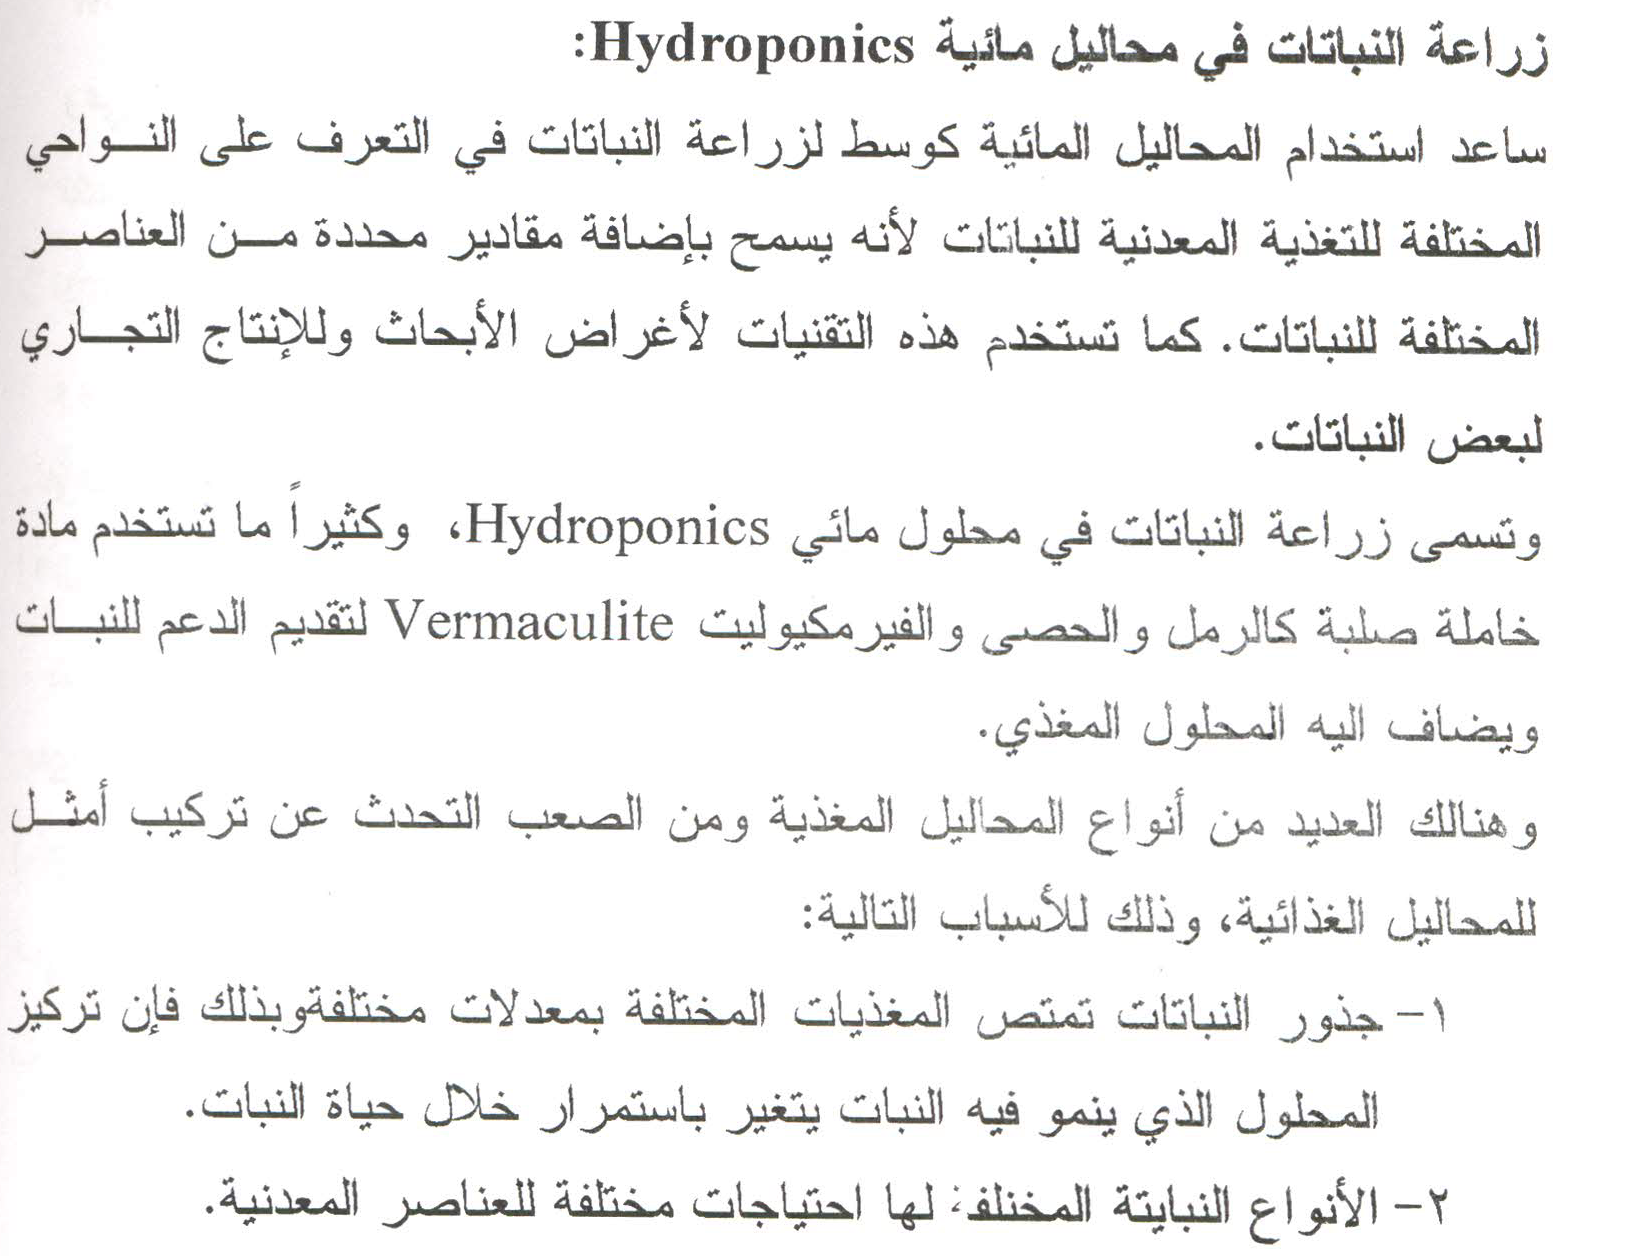 زراعة النباتات في محاليل مائية Hydroponics:
ساعد استخدام المحاليل المائية كوسط لزراعة النباتات في التعرف على النـواحي
المختلفة للتغذية المعدنية للنباتات لأنه يسمح بإضافة مقادير محددة مـن العناصـر
المختلفة للنباتات. كما تستخدم هذه التقنيات لأغراض الأبحاث وللإنتاج التجـاري
لبعض النباتات.
وتسمى زراعة النباتات في محلول مائي Hydroponics، وكثيراً ما تستخدم مادة
خاملة صلبة كالرمل والحصى والفيرمكيوليت Vermaculite لتقديم الدعم للنبـات
ويضاف اليه المحلول المغذي.
وهنالك العديد من أنواع المحاليل المغذية ومن الصعب التحدث عن تركيب أمثـل
للمحاليل الغذائية، وذلك للأسباب التالية:
١- جذور النباتات تمتص المغذيات المختلفة بمعدلات مختلفةوبذلك فإن تركيز
المحلول الذي ينمو فيه النبات يتغير باستمرار خلال حياة النبات.
٢- الأنواع النبايتة المختلفة لها احتياجات مختلفة للعناصر المعدنية.